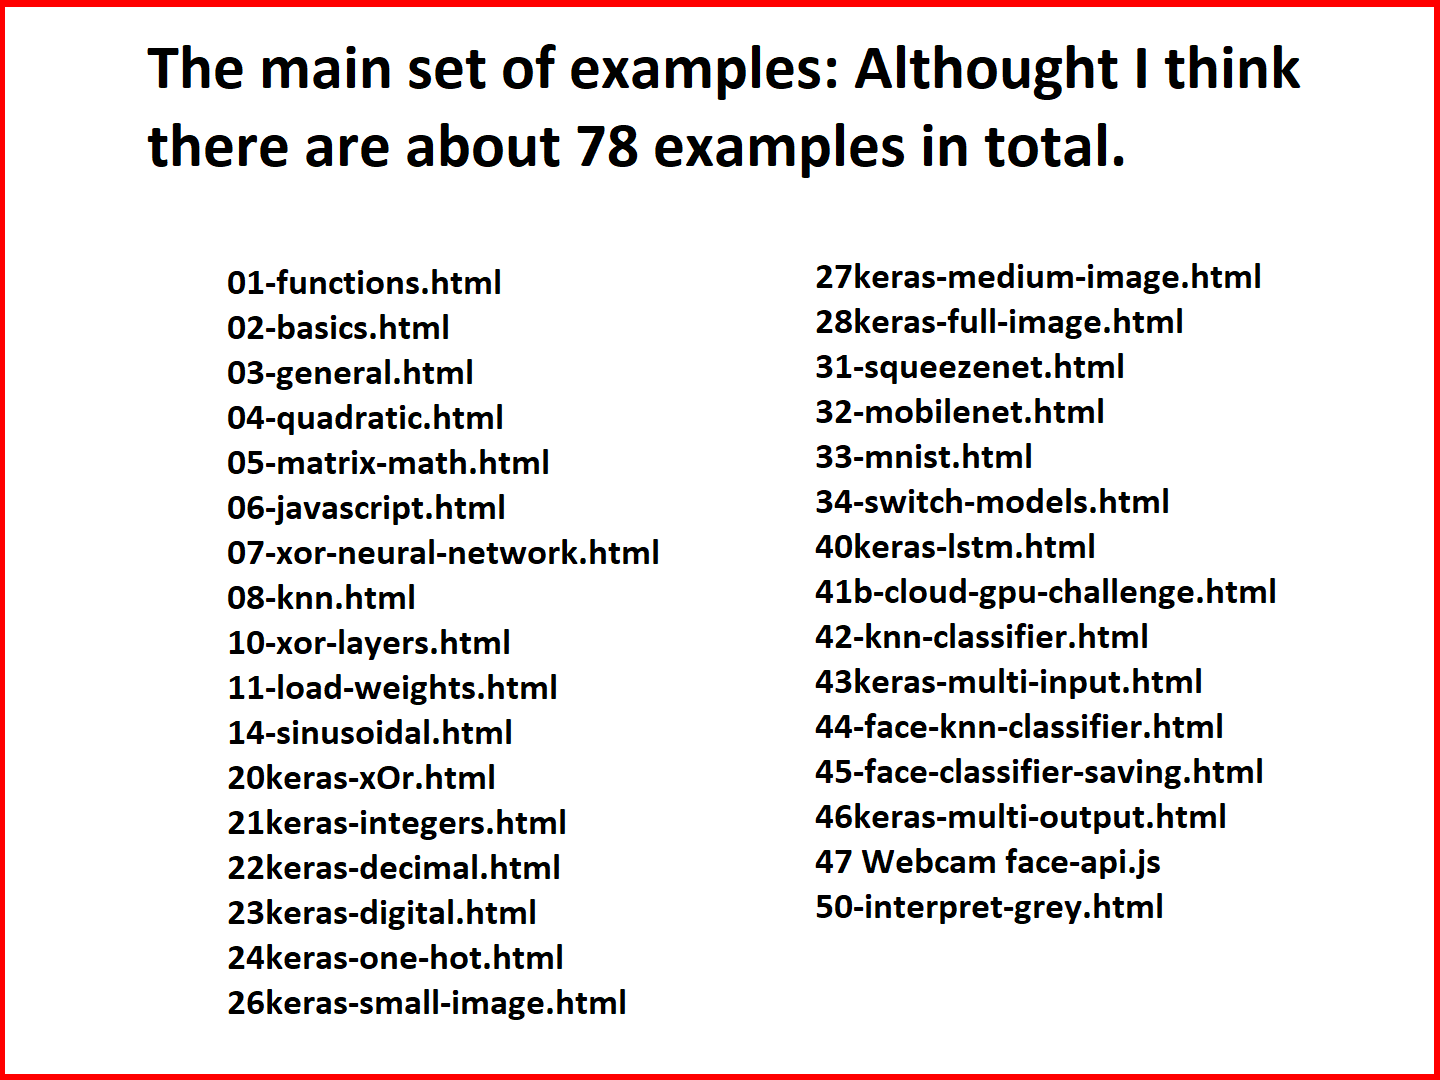 The main set of examples: Althought I think
there are about 78 examples in total.
01-functions.html
02-basics.html
03-general.html
04-quadratic.html
05-matrix-math.html
06-javascript.html
07-xor-neural-network.html
08-knn.html
10-xor-layers.html
11-load-weights.html
14-sinusoidal.html
20keras-xOr.html
21keras-integers.html
22keras-decimal.html
23keras-digital.html
24keras-one-hot.html
26keras-small-image.html
27keras-medium-image.html
28keras-full-image.html
31-squeezenet.html
32-mobilenet.html
33-mnist.html
34-switch-models.html
40keras-lstm.html
41b-cloud-gpu-challenge.html
42-knn-classifier.html
43keras-multi-input.html
44-face-knn-classifier.html
45-face-classifier-saving.html
46keras-multi-output.html
47 Webcam face-api.js
50-interpret-grey.html